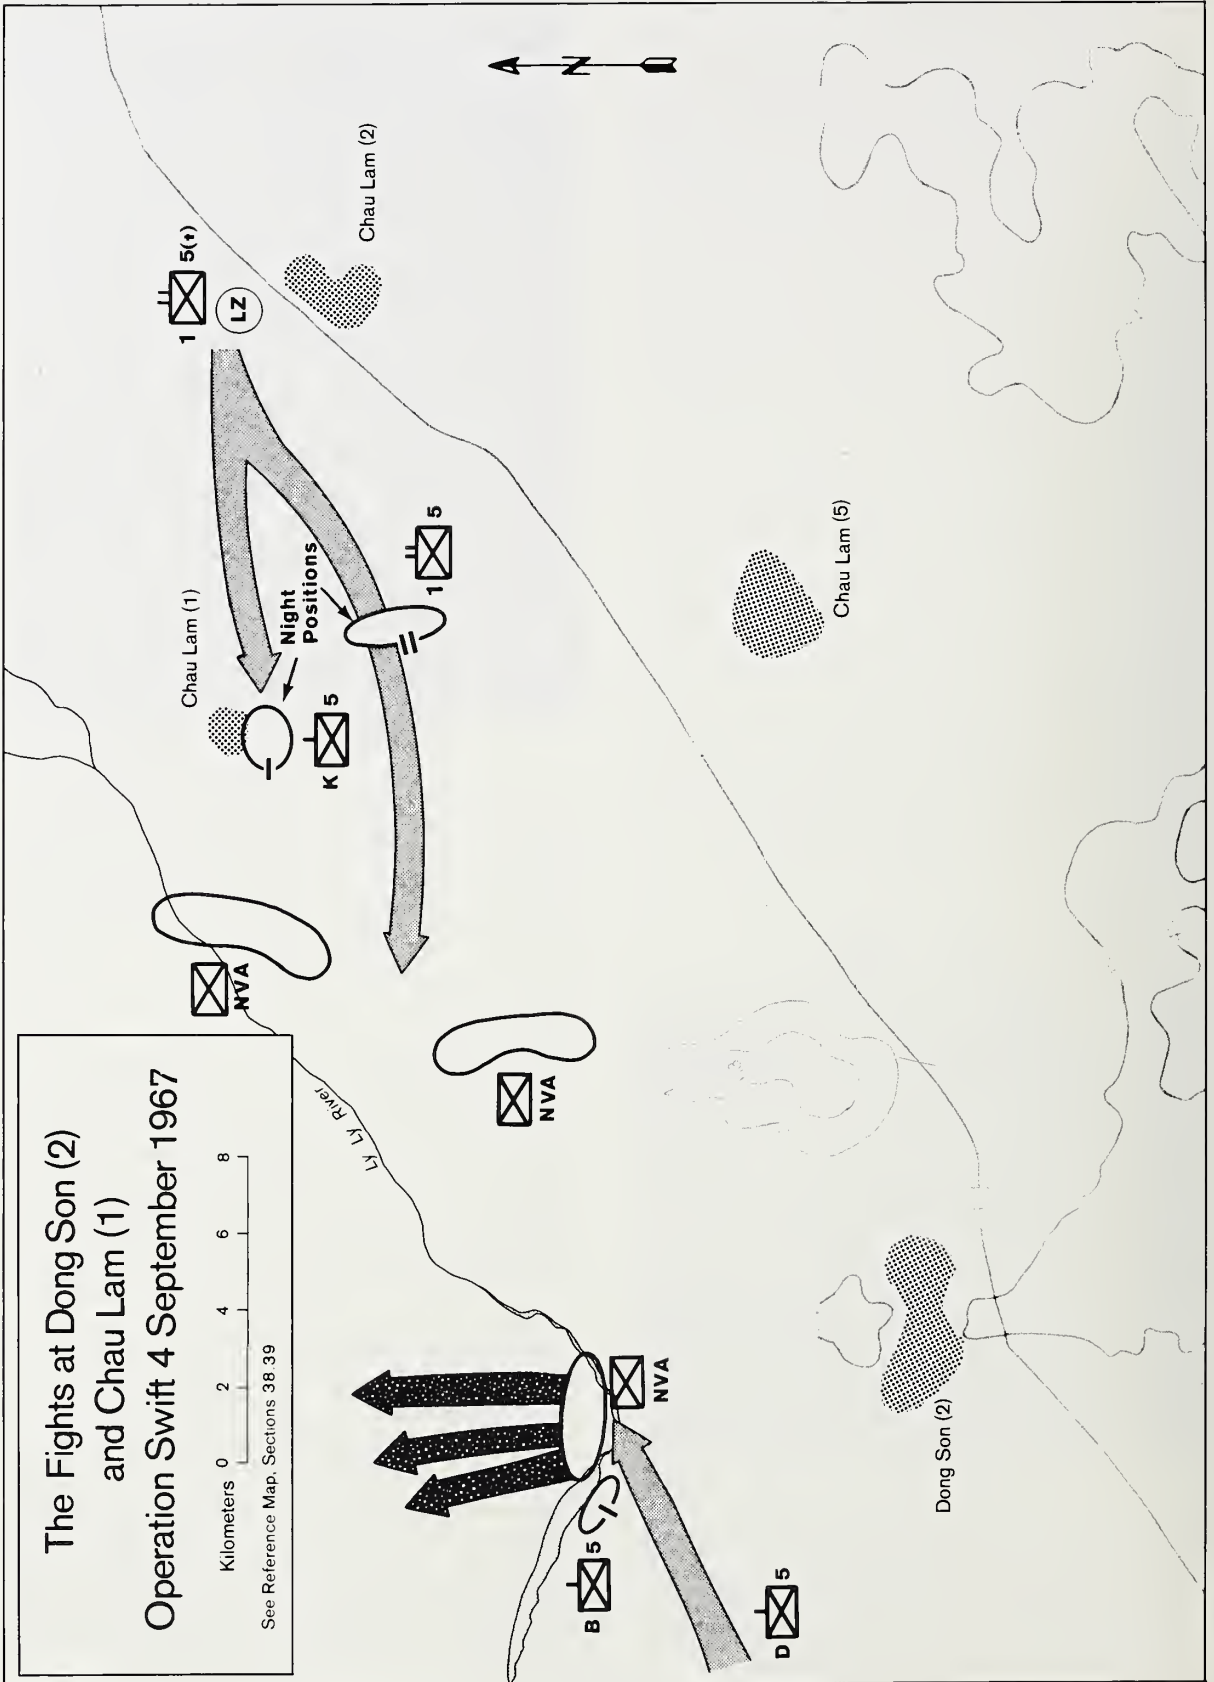 The Fights at Dong Son (2)
and Chau Lam (1)
Operation Swift 4 September 1967
Kilometers 0 2 4 6 8
See Reference Map, Sections 38.39
N
NVA
Ly Ly River
Chau Lam (1)
1 5(+)
LZ
Chau Lam (2)
Night
Positions
K 5
1 5
NVA
B 5
NVA
D 5
Chau Lam (5)
Dong Son (2)